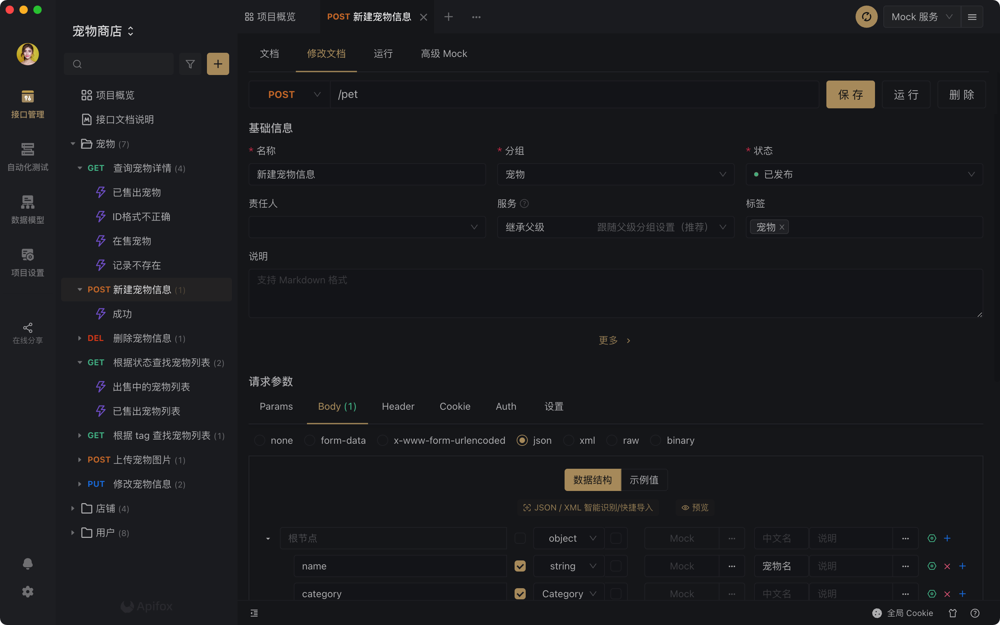 接口管理
自动化测试
数据模型
项目设置
在线分享
宠物商店
项目概览
接口文档说明
宠物 (7)
GET 查询宠物详情 (4)
已售出宠物
ID格式不正确
在售宠物
记录不存在
POST 新建宠物信息 (1)
成功
DEL 删除宠物信息 (1)
GET 根据状态查找宠物列表 (2)
出售中的宠物列表
已售出宠物列表
GET 根据 tag 查找宠物列表 (1)
POST 上传宠物图片 (1)
PUT 修改宠物信息 (2)
店铺 (4)
用户 (8)
Apifox
项目概览 POST 新建宠物信息 Mock 服务
文档 修改文档 运行 高级 Mock
POST /pet 保存 运行 删除
基础信息
* 名称 * 分组 * 状态
新建宠物信息 宠物 已发布
责任人 服务 标签
继承父级 跟随父级分组设置（推荐） 宠物
说明
支持 Markdown 格式
更多
请求参数
Params Body (1) Header Cookie Auth 设置
none form-data x-www-form-urlencoded json xml raw binary
数据结构 示例值
JSON / XML 智能识别/快捷导入 预览
根节点 object Mock 中文名 说明
name string Mock 宠物名 说明
category Category Mock 中文名 说明
全局 Cookie